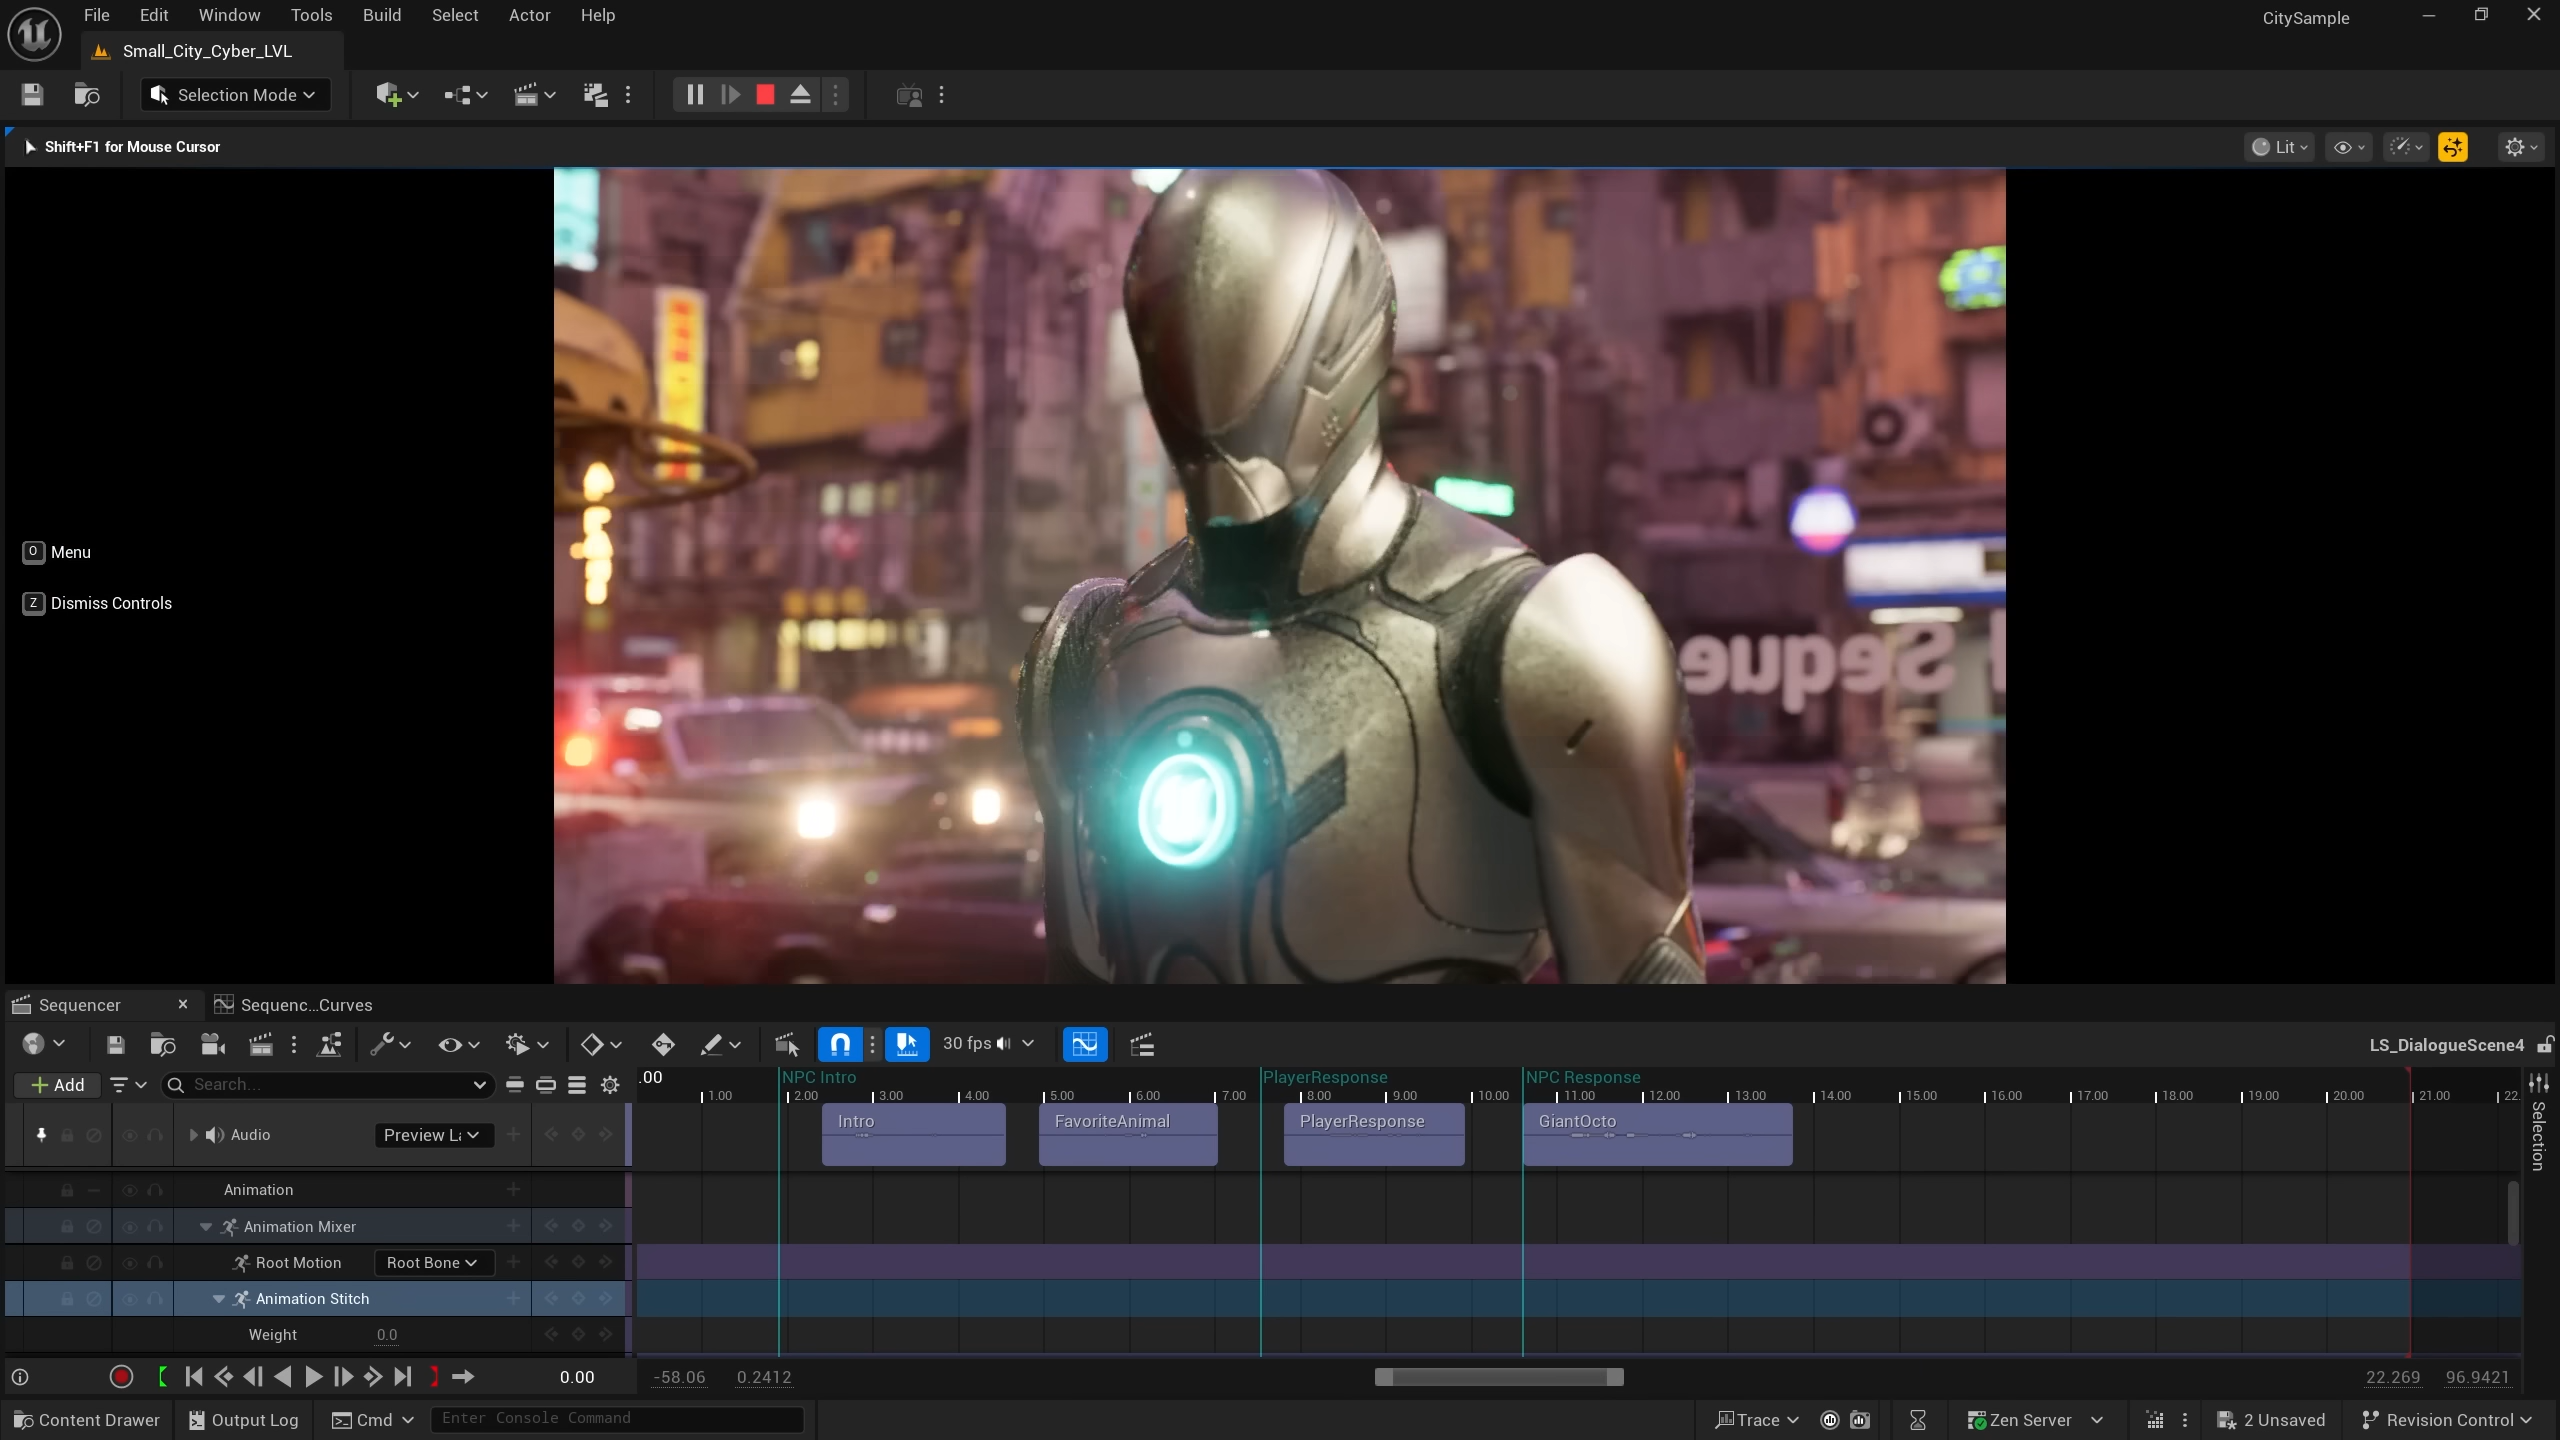 File Edit Window Tools Build Select Actor Help
CitySample
Small_City_Cyber_LVL
Selection Mode
Shift+F1 for Mouse Cursor
Lit
O Menu
Z Dismiss Controls
Seque
Sequencer
Sequenc...Curves
30 fps
LS_DialogueScene4
Add
Search...
.00
NPC Intro
PlayerResponse
NPC Response
1.00 2.00 3.00 4.00 5.00 6.00 7.00 8.00 9.00 10.00 11.00 12.00 13.00 14.00 15.00 16.00 17.00 18.00 19.00 20.00 21.00 22.
Selection
Audio
Preview La
Intro
FavoriteAnimal
PlayerResponse
GiantOcto
Animation
Animation Mixer
Root Motion
Root Bone
Animation Stitch
Weight
0.0
0.00
-58.06
0.2412
22.269
96.9421
Content Drawer
Output Log
Cmd
Enter Console Command
Trace
Zen Server
2 Unsaved
Revision Control